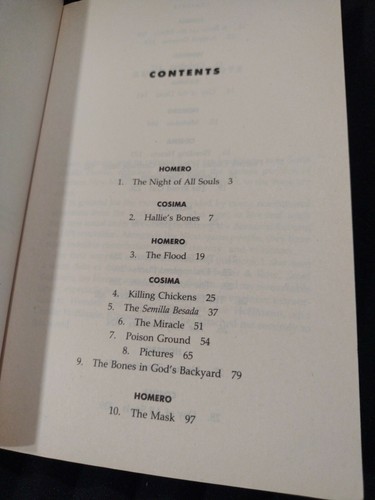 CONTENTS
HOMERO
1. The Night of All Souls 3
COSIMA
2. Hallie's Bones 7
HOMERO
3. The Flood 19
COSIMA
4. Killing Chickens 25
5. The Semilla Besada 37
6. The Miracle 51
7. Poison Ground 54
8. Pictures 65
9. The Bones in God's Backyard 79
HOMERO
10. The Mask 97